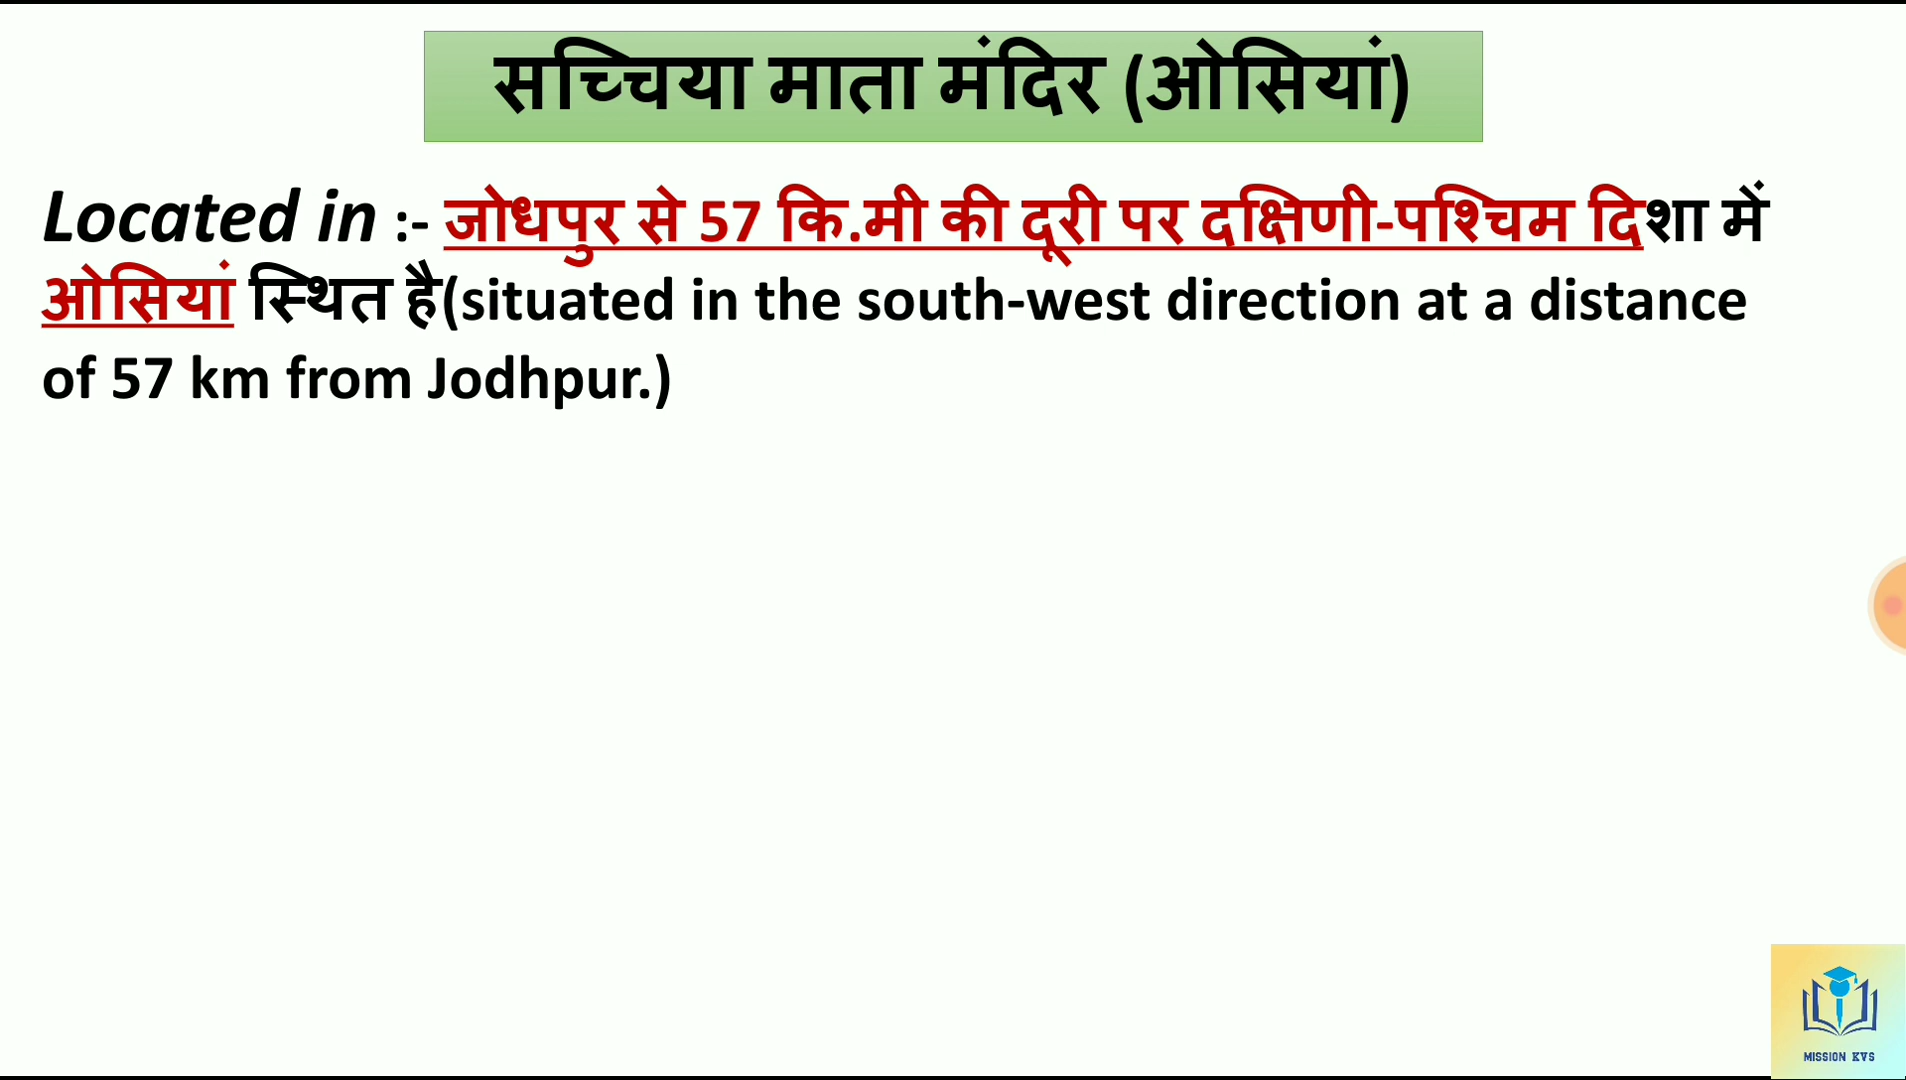 सच्चिया माता मंदिर (ओसियां)
Located in :- जोधपुर से 57 कि.मी की दूरी पर दक्षिणी-पश्चिम दिशा में
ओसियां स्थित है(situated in the south-west direction at a distance
of 57 km from Jodhpur.)
MISSION KVS